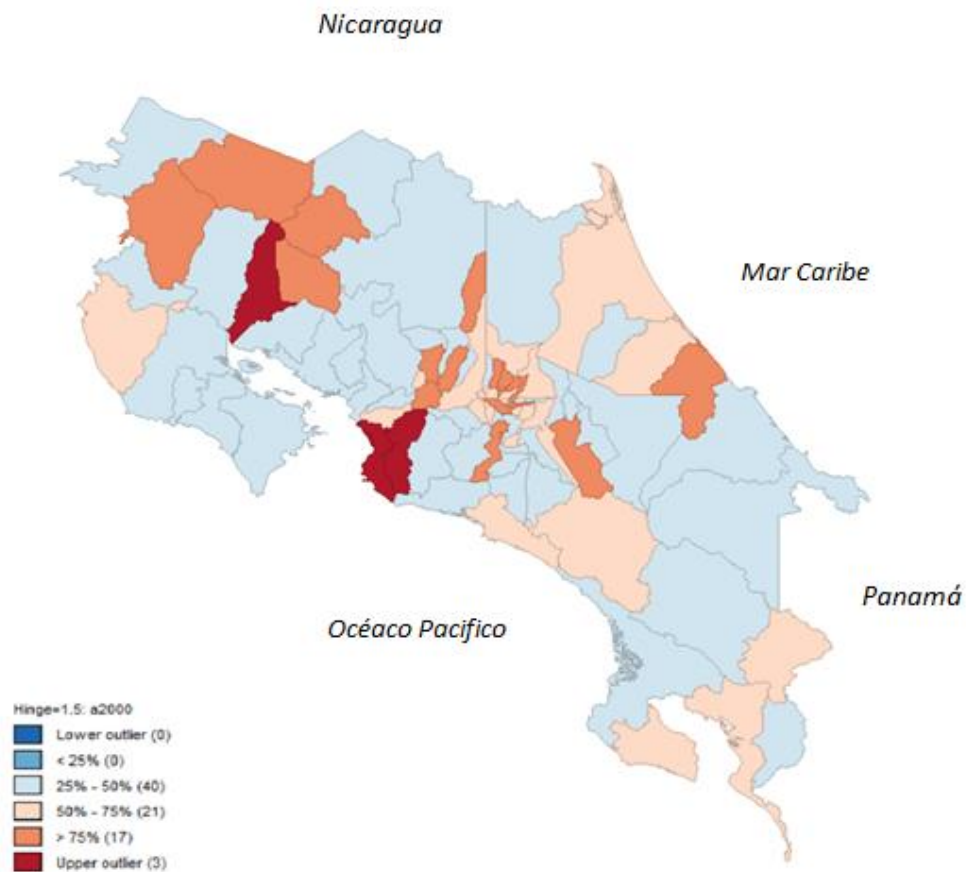 Nicaragua
Mar Caribe
Panamá
Océaco Pacifico
Hinge=1.5: a2000
Lower outlier (0)
< 25% (0)
25% - 50% (40)
50% - 75% (21)
> 75% (17)
Upper outlier (3)